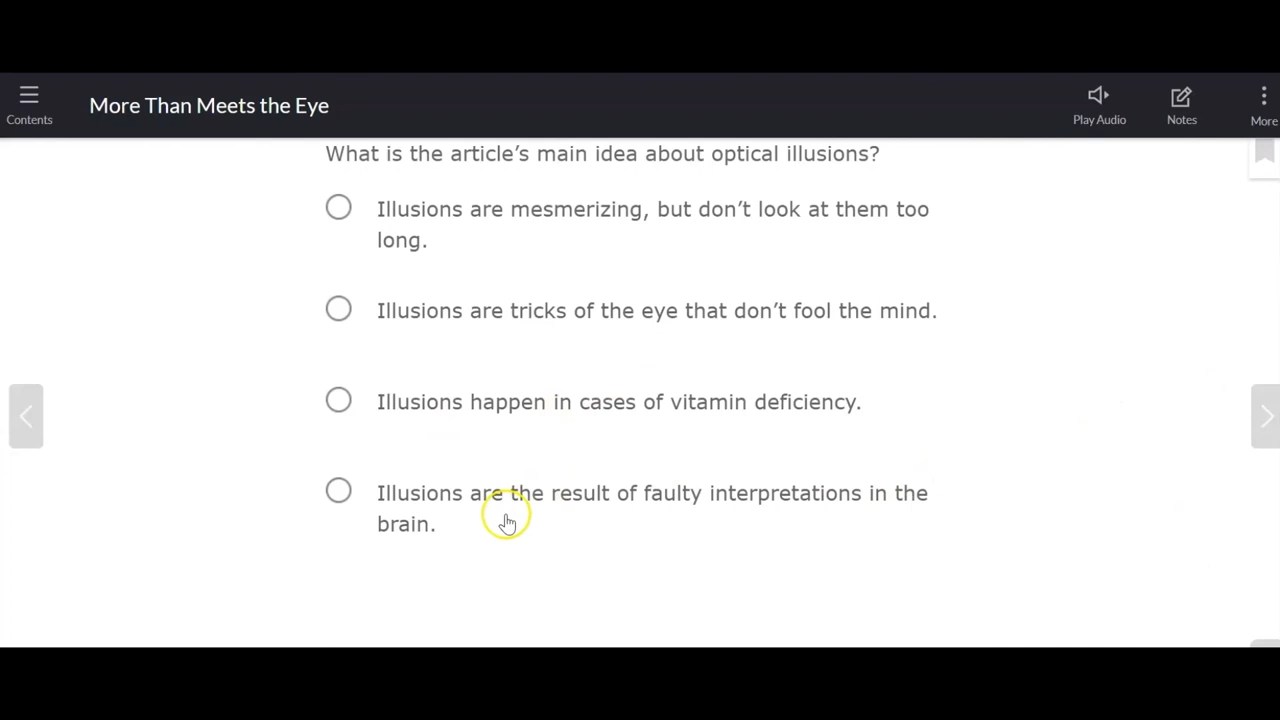 Contents
More Than Meets the Eye
Play Audio
Notes
More
What is the article’s main idea about optical illusions?
Illusions are mesmerizing, but don’t look at them too
long.
Illusions are tricks of the eye that don’t fool the mind.
Illusions happen in cases of vitamin deficiency.
Illusions are the result of faulty interpretations in the
brain.